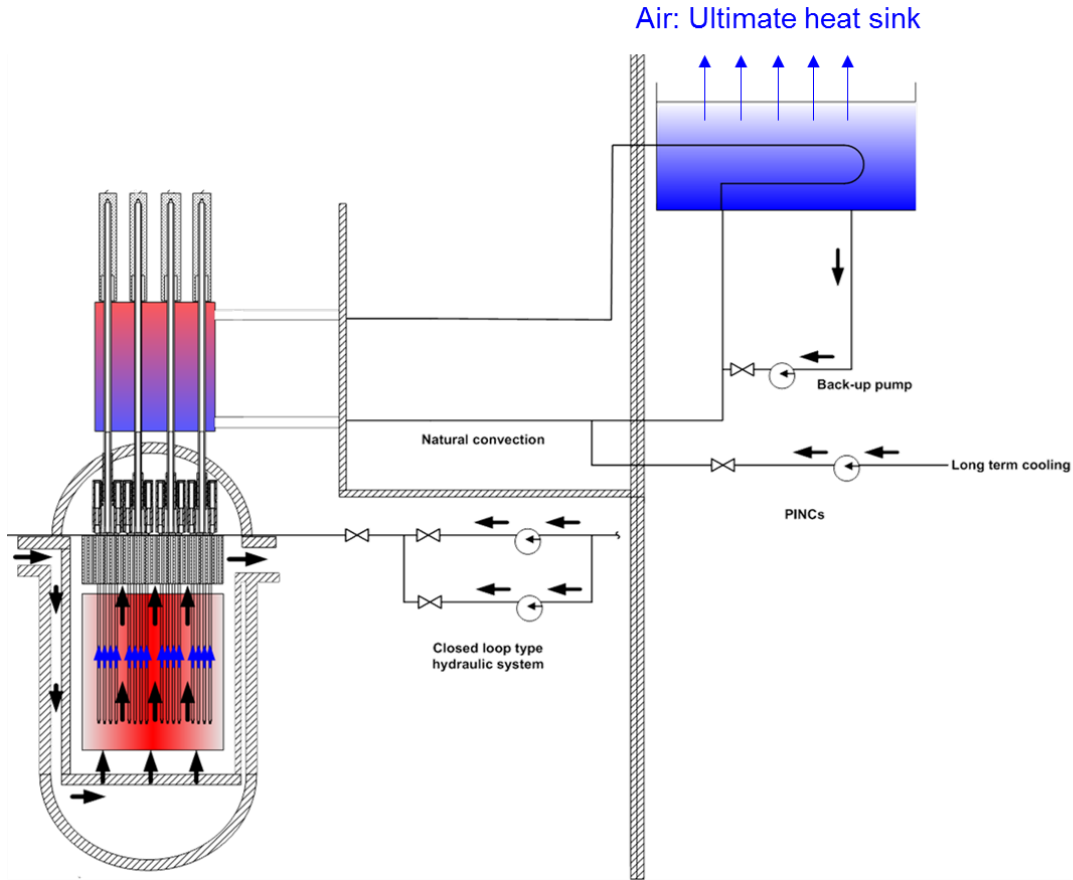 Air: Ultimate heat sink
Back-up pump
Natural convection
Long term cooling
PINCs
Closed loop type
hydraulic system